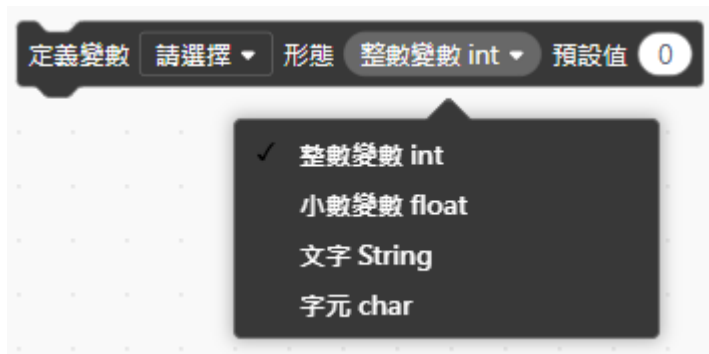 定義變數 請選擇 形態 整數變數 int 預設值 0
整數變數 int
小數變數 float
文字 String
字元 char